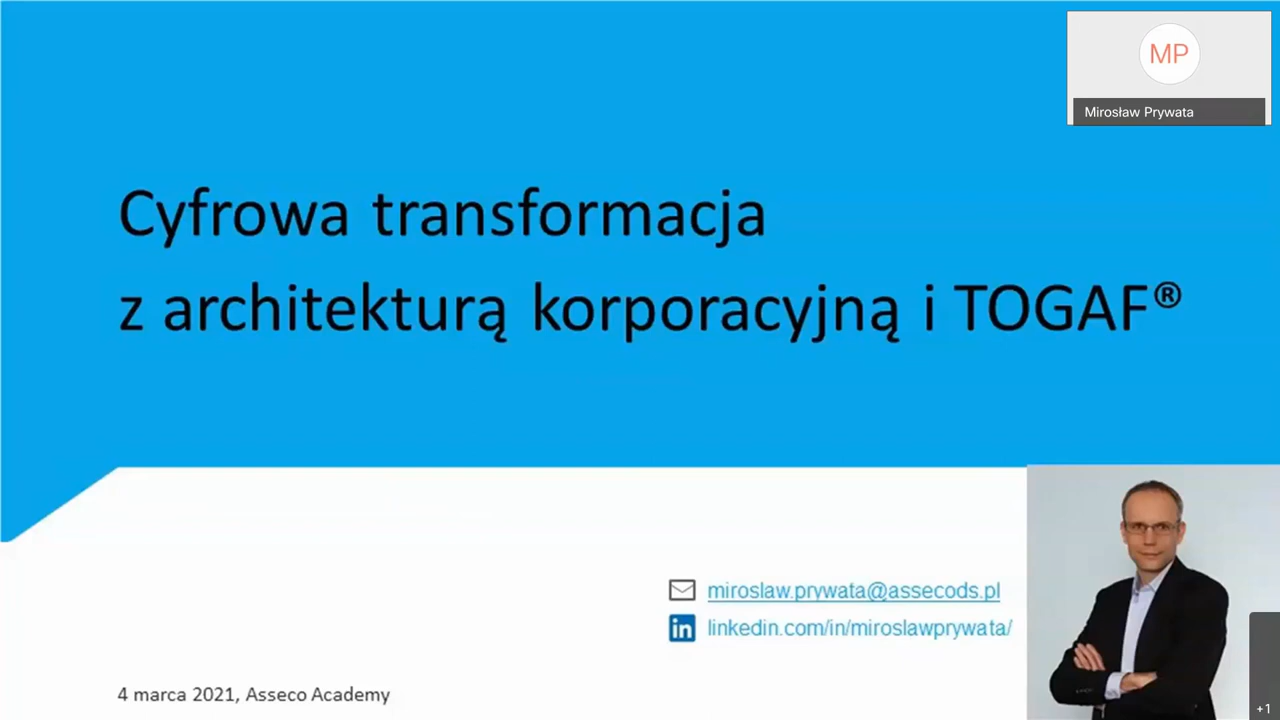 MP
Mirosław Prywata
Cyfrowa transformacja
z architekturą korporacyjną i TOGAF®
miroslaw.prywata@assecods.pl
in linkedin.com/in/miroslawprywata/
4 marca 2021, Asseco Academy
+1